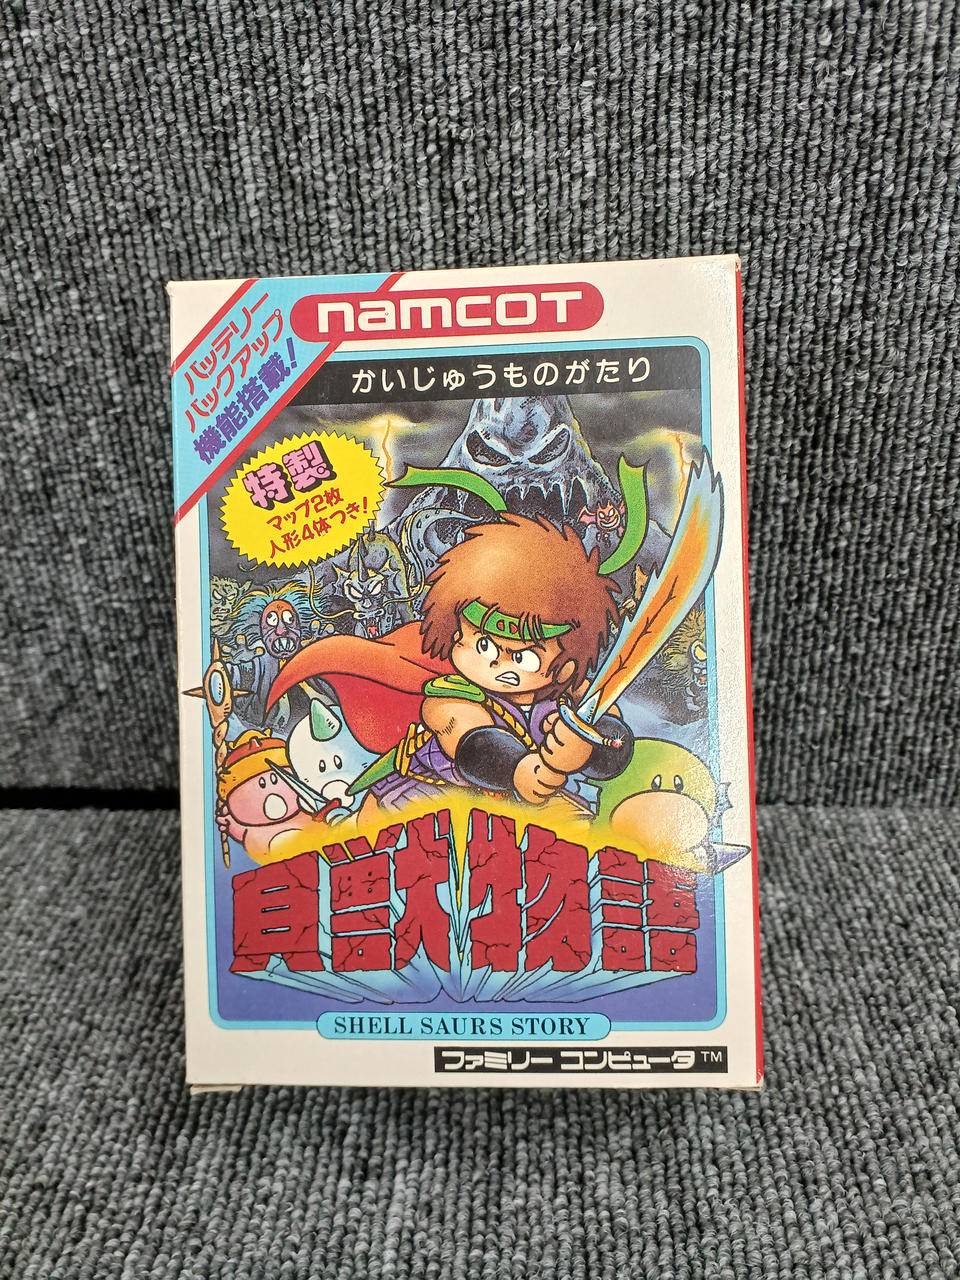 バッテリー
バックアップ
機能搭載!
namcot
かいじゅうものがたり
特製
マップ2枚
人形4体つき!
貝獣物語
SHELL SAURS STORY
ファミリーコンピュータ™